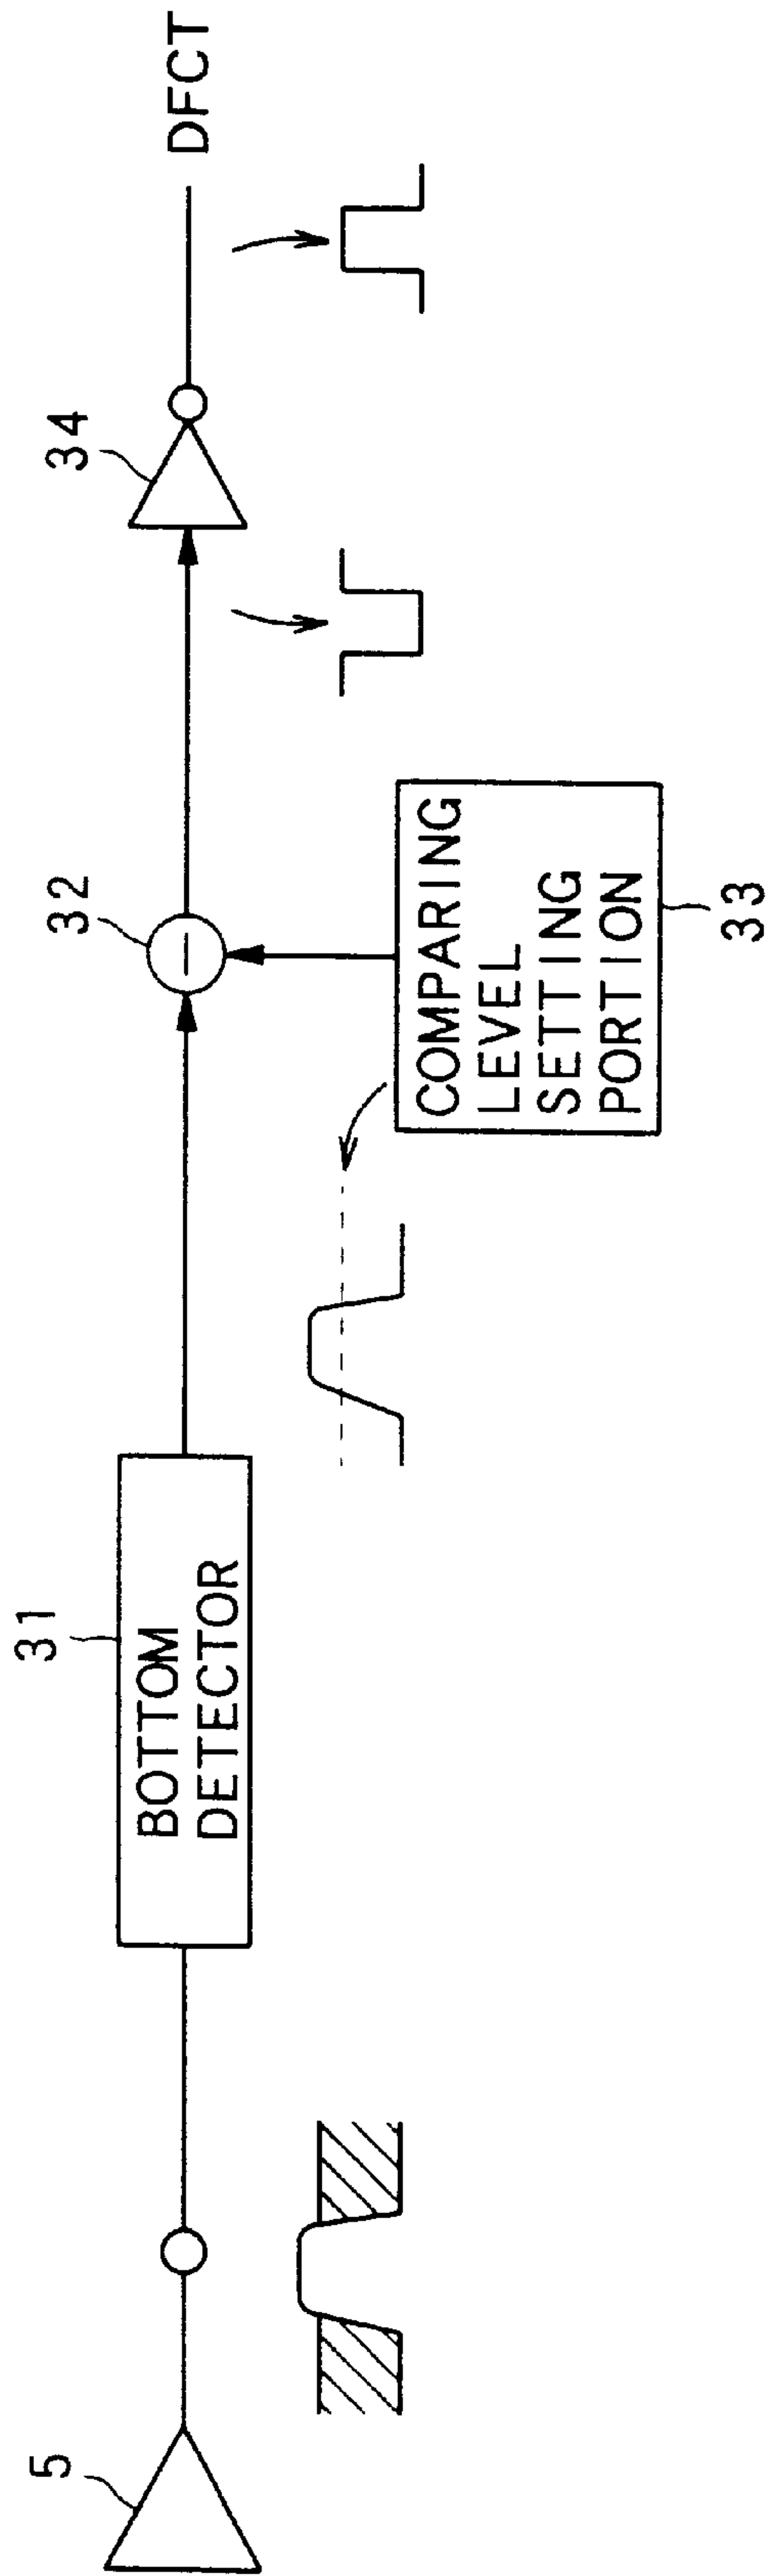 5
31
BOTTOM
DETECTOR
32
COMPARING
LEVEL
SETTING
PORTION
33
34
DFCT